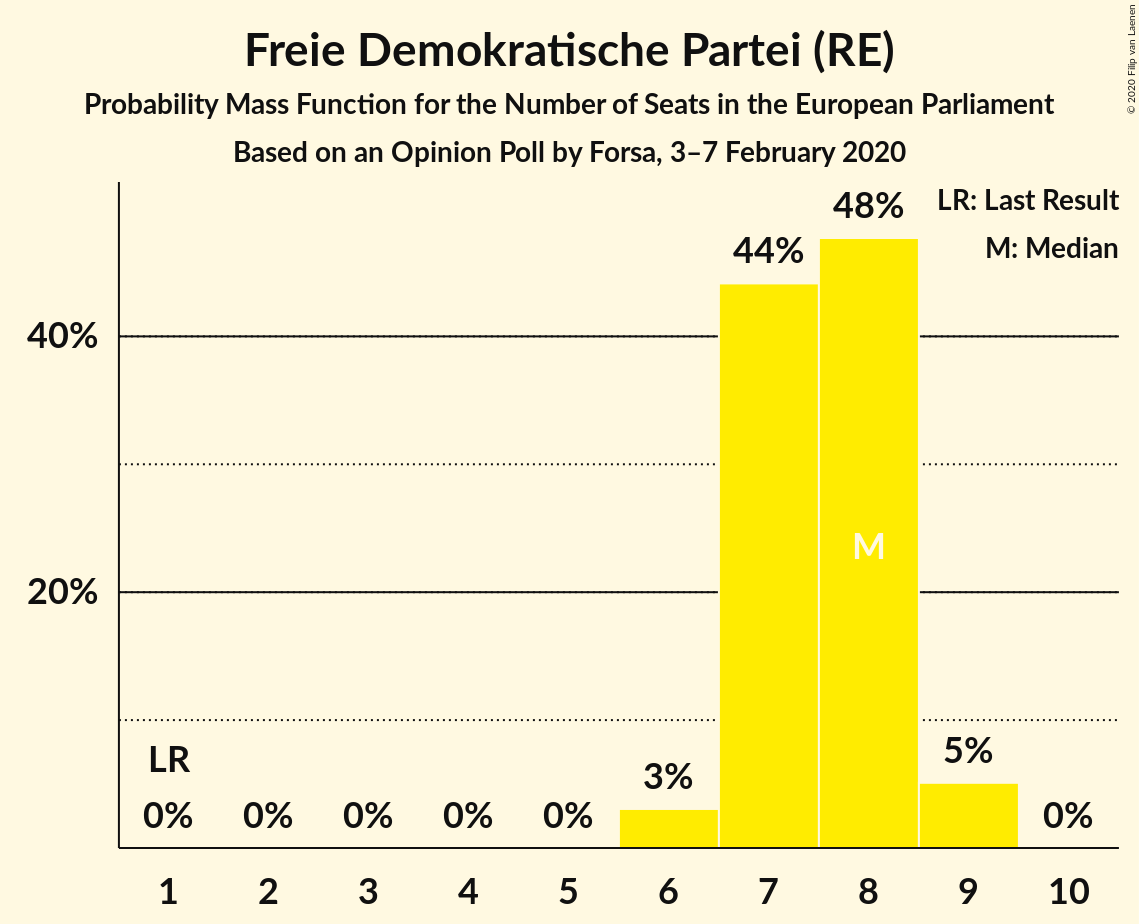 Freie Demokratische Partei (RE)
Probability Mass Function for the Number of Seats in the European Parliament
Based on an Opinion Poll by Forsa, 3–7 February 2020
© 2020 Filip van Laenen
LR: Last Result
M: Median
48%
44%
40%
M
20%
LR
5%
3%
0% 0% 0% 0% 0% 0%
1 2 3 4 5 6 7 8 9 10